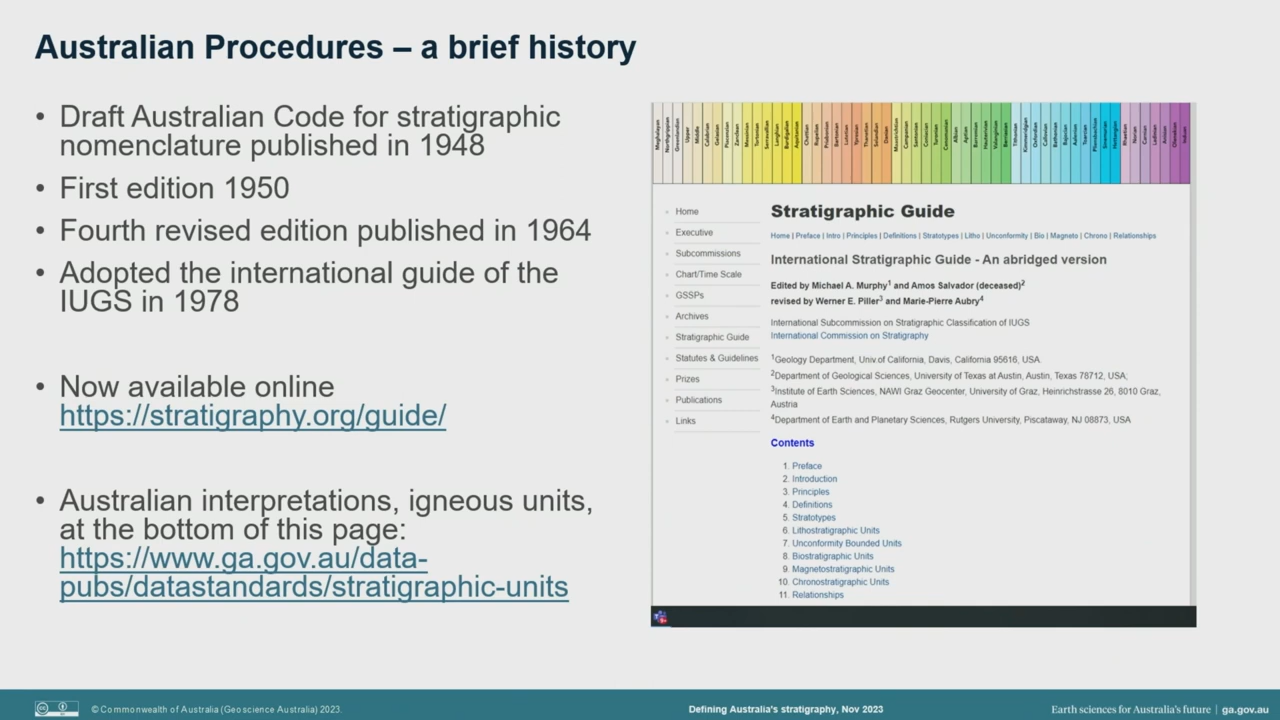 Australian Procedures – a brief history
• Draft Australian Code for stratigraphic
nomenclature published in 1948
• First edition 1950
• Fourth revised edition published in 1964
• Adopted the international guide of the
IUGS in 1978
• Now available online
https://stratigraphy.org/guide/
• Australian interpretations, igneous units,
at the bottom of this page:
https://www.ga.gov.au/data-
pubs/datastandards/stratigraphic-units
Home
Executive
Subcommissions
Chart/Time Scale
GSSPs
Archives
Stratigraphic Guide
Statutes & Guidelines
Prizes
Publications
Links
Stratigraphic Guide
Home | Preface | Intro | Principles | Definitions | Stratotypes | Litho | Unconformity | Bio | Magneto | Chrono | Relationships
International Stratigraphic Guide - An abridged version
Edited by Michael A. Murphy1 and Amos Salvador (deceased)2
revised by Werner E. Piller3 and Marie-Pierre Aubry4
International Subcommission on Stratigraphic Classification of IUGS
International Commission on Stratigraphy
1Geology Department, Univ of California, Davis, California 95616, USA.
2Department of Geological Sciences, University of Texas at Austin, Austin, Texas 78712, USA;
3Institute of Earth Sciences, NAWI Graz Geocenter, University of Graz, Heinrichstrasse 26, 8010 Graz,
Austria
4Department of Earth and Planetary Sciences, Rutgers University, Piscataway, NJ 08873, USA
Contents
1. Preface
2. Introduction
3. Principles
4. Definitions
5. Stratotypes
6. Lithostratigraphic Units
7. Unconformity Bounded Units
8. Biostratigraphic Units
9. Magnetostratigraphic Units
10. Chronostratigraphic Units
11. Relationships
© Commonwealth of Australia (Geoscience Australia) 2023.
Defining Australia's stratigraphy, Nov 2023
Earth sciences for Australia's future | ga.gov.au